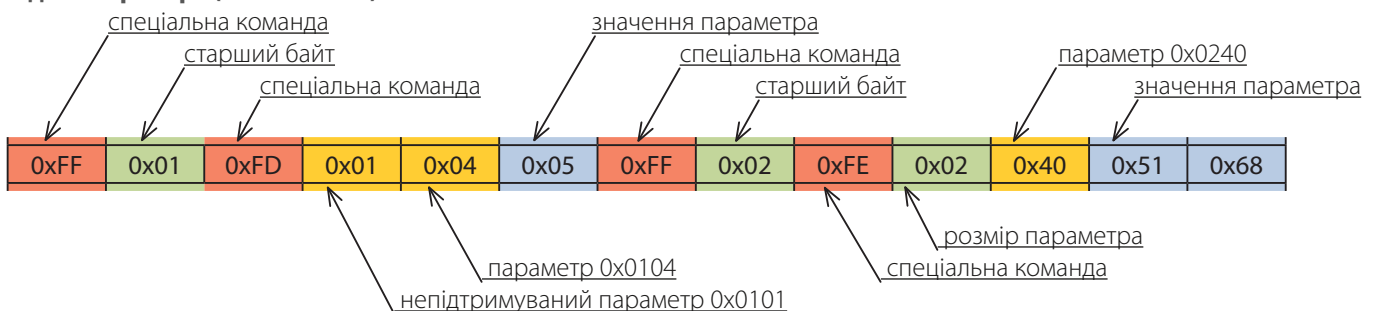 спеціальна команда
значення параметра
старший байт
спеціальна команда
параметр 0x0240
спеціальна команда
старший байт
значення параметра
0xFF 0x01 0xFD 0x01 0x04 0x05 0xFF 0x02 0xFE 0x02 0x40 0x51 0x68
розмір параметра
параметр 0x0104
спеціальна команда
непідтримуваний параметр 0x0101